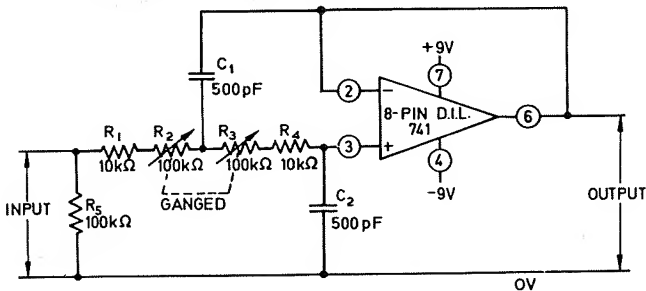 C1
500pF
+9V
7
2
−
8-PIN D.I.L.
741
6
3
+
4
-9V
R1
10kΩ
R2
100kΩ
R3
100kΩ
R4
10kΩ
GANGED
INPUT
R5
100kΩ
C2
500pF
OUTPUT
0V